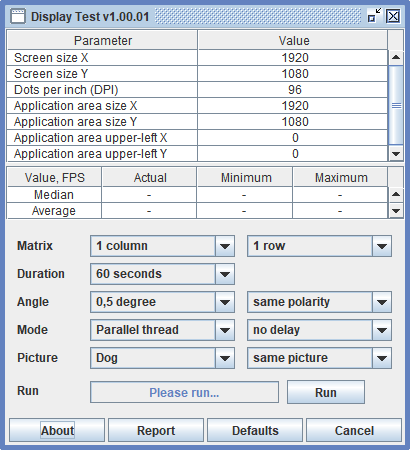 Display Test v1.00.01
Parameter Value
Screen size X 1920
Screen size Y 1080
Dots per inch (DPI) 96
Application area size X 1920
Application area size Y 1080
Application area upper-left X 0
Application area upper-left Y 0
Value, FPS Actual Minimum Maximum
Median - - -
Average - - -
Matrix 1 column 1 row
Duration 60 seconds
Angle 0,5 degree same polarity
Mode Parallel thread no delay
Picture Dog same picture
Run Please run... Run
About Report Defaults Cancel